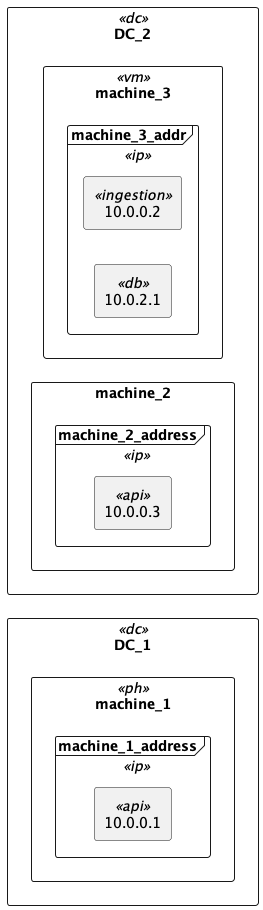 «dc»
DC_2
«vm»
machine_3
machine_3_addr
«ip»
«ingestion»
10.0.0.2
«db»
10.0.2.1
machine_2
machine_2_address
«ip»
«api»
10.0.0.3
«dc»
DC_1
«ph»
machine_1
machine_1_address
«ip»
«api»
10.0.0.1